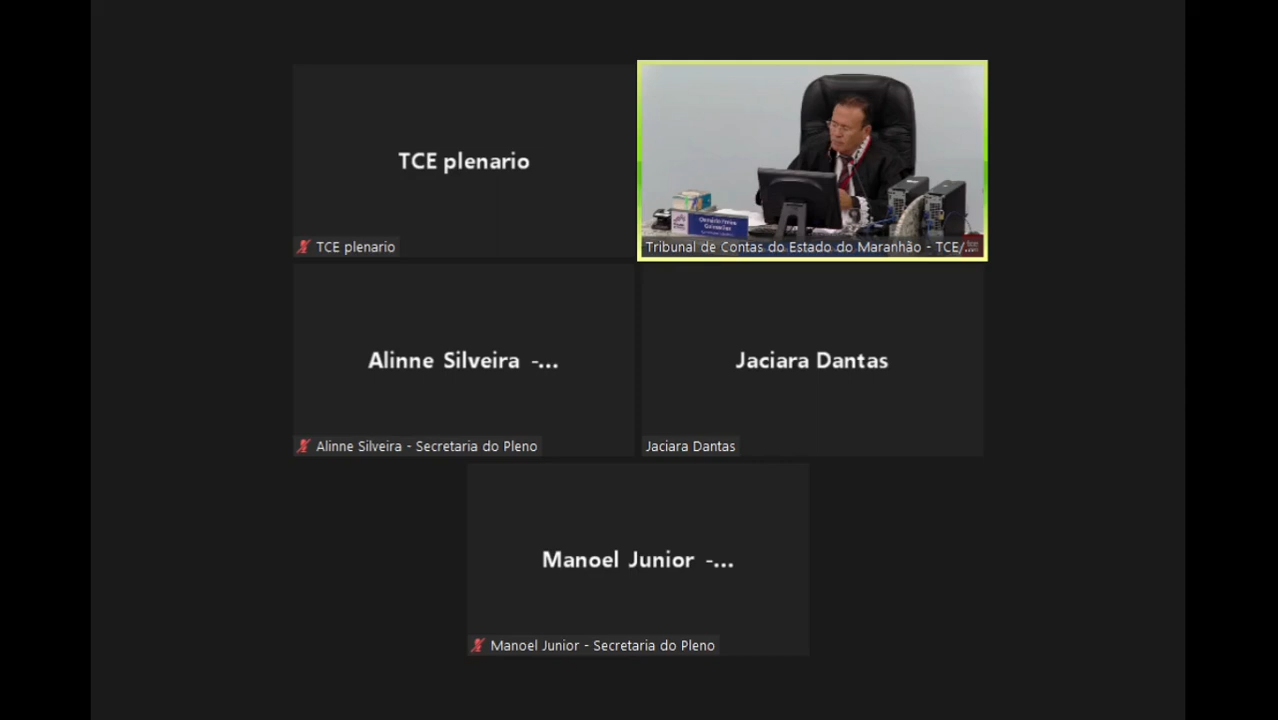 TCE plenario
TCE plenario
Tribunal de Contas do Estado do Maranhão - TCE/...
Alinne Silveira -...
Alinne Silveira - Secretaria do Pleno
Jaciara Dantas
Jaciara Dantas
Manoel Junior -...
Manoel Junior - Secretaria do Pleno